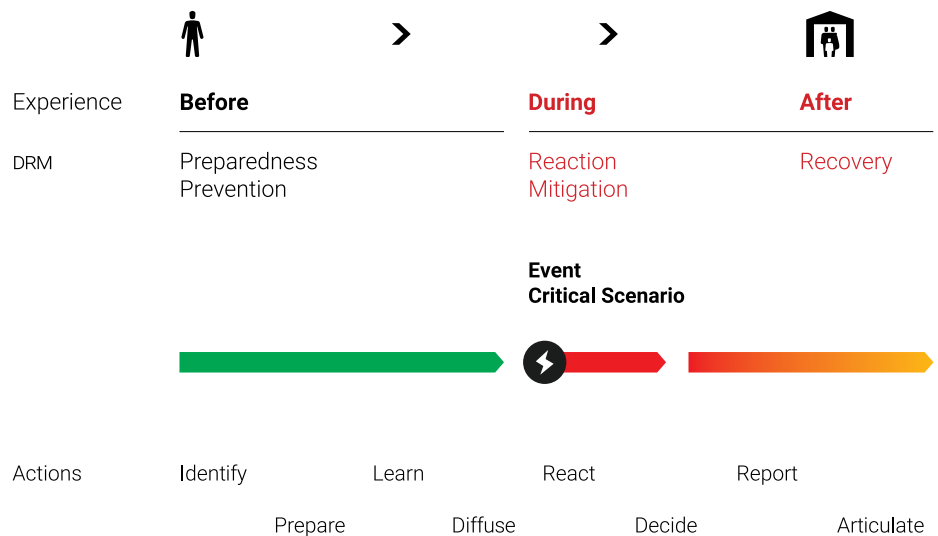 Experience Before During After
DRM Preparedness Reaction Recovery
Prevention Mitigation
Event
Critical Scenario
Actions Identify Learn React Report
Prepare Diffuse Decide Articulate